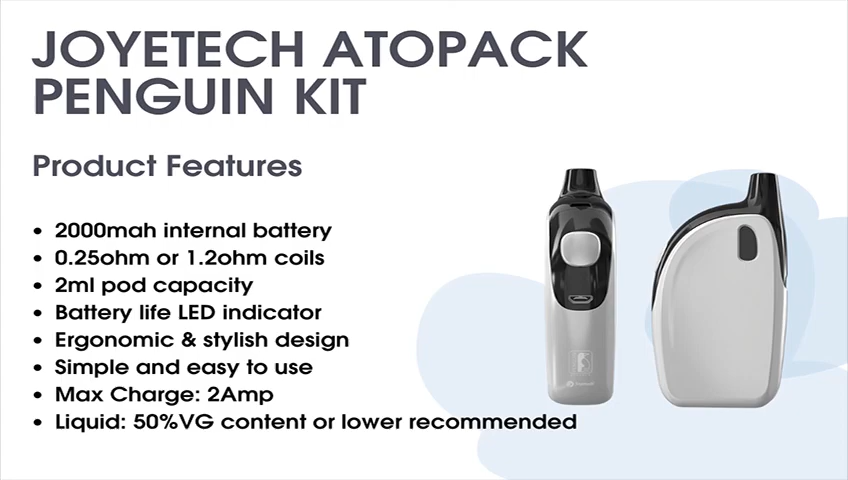 JOYETECH ATOPACK
PENGUIN KIT
Product Features
• 2000mah internal battery
• 0.25ohm or 1.2ohm coils
• 2ml pod capacity
• Battery life LED indicator
• Ergonomic & stylish design
• Simple and easy to use
• Max Charge: 2Amp
• Liquid: 50%VG content or lower recommended